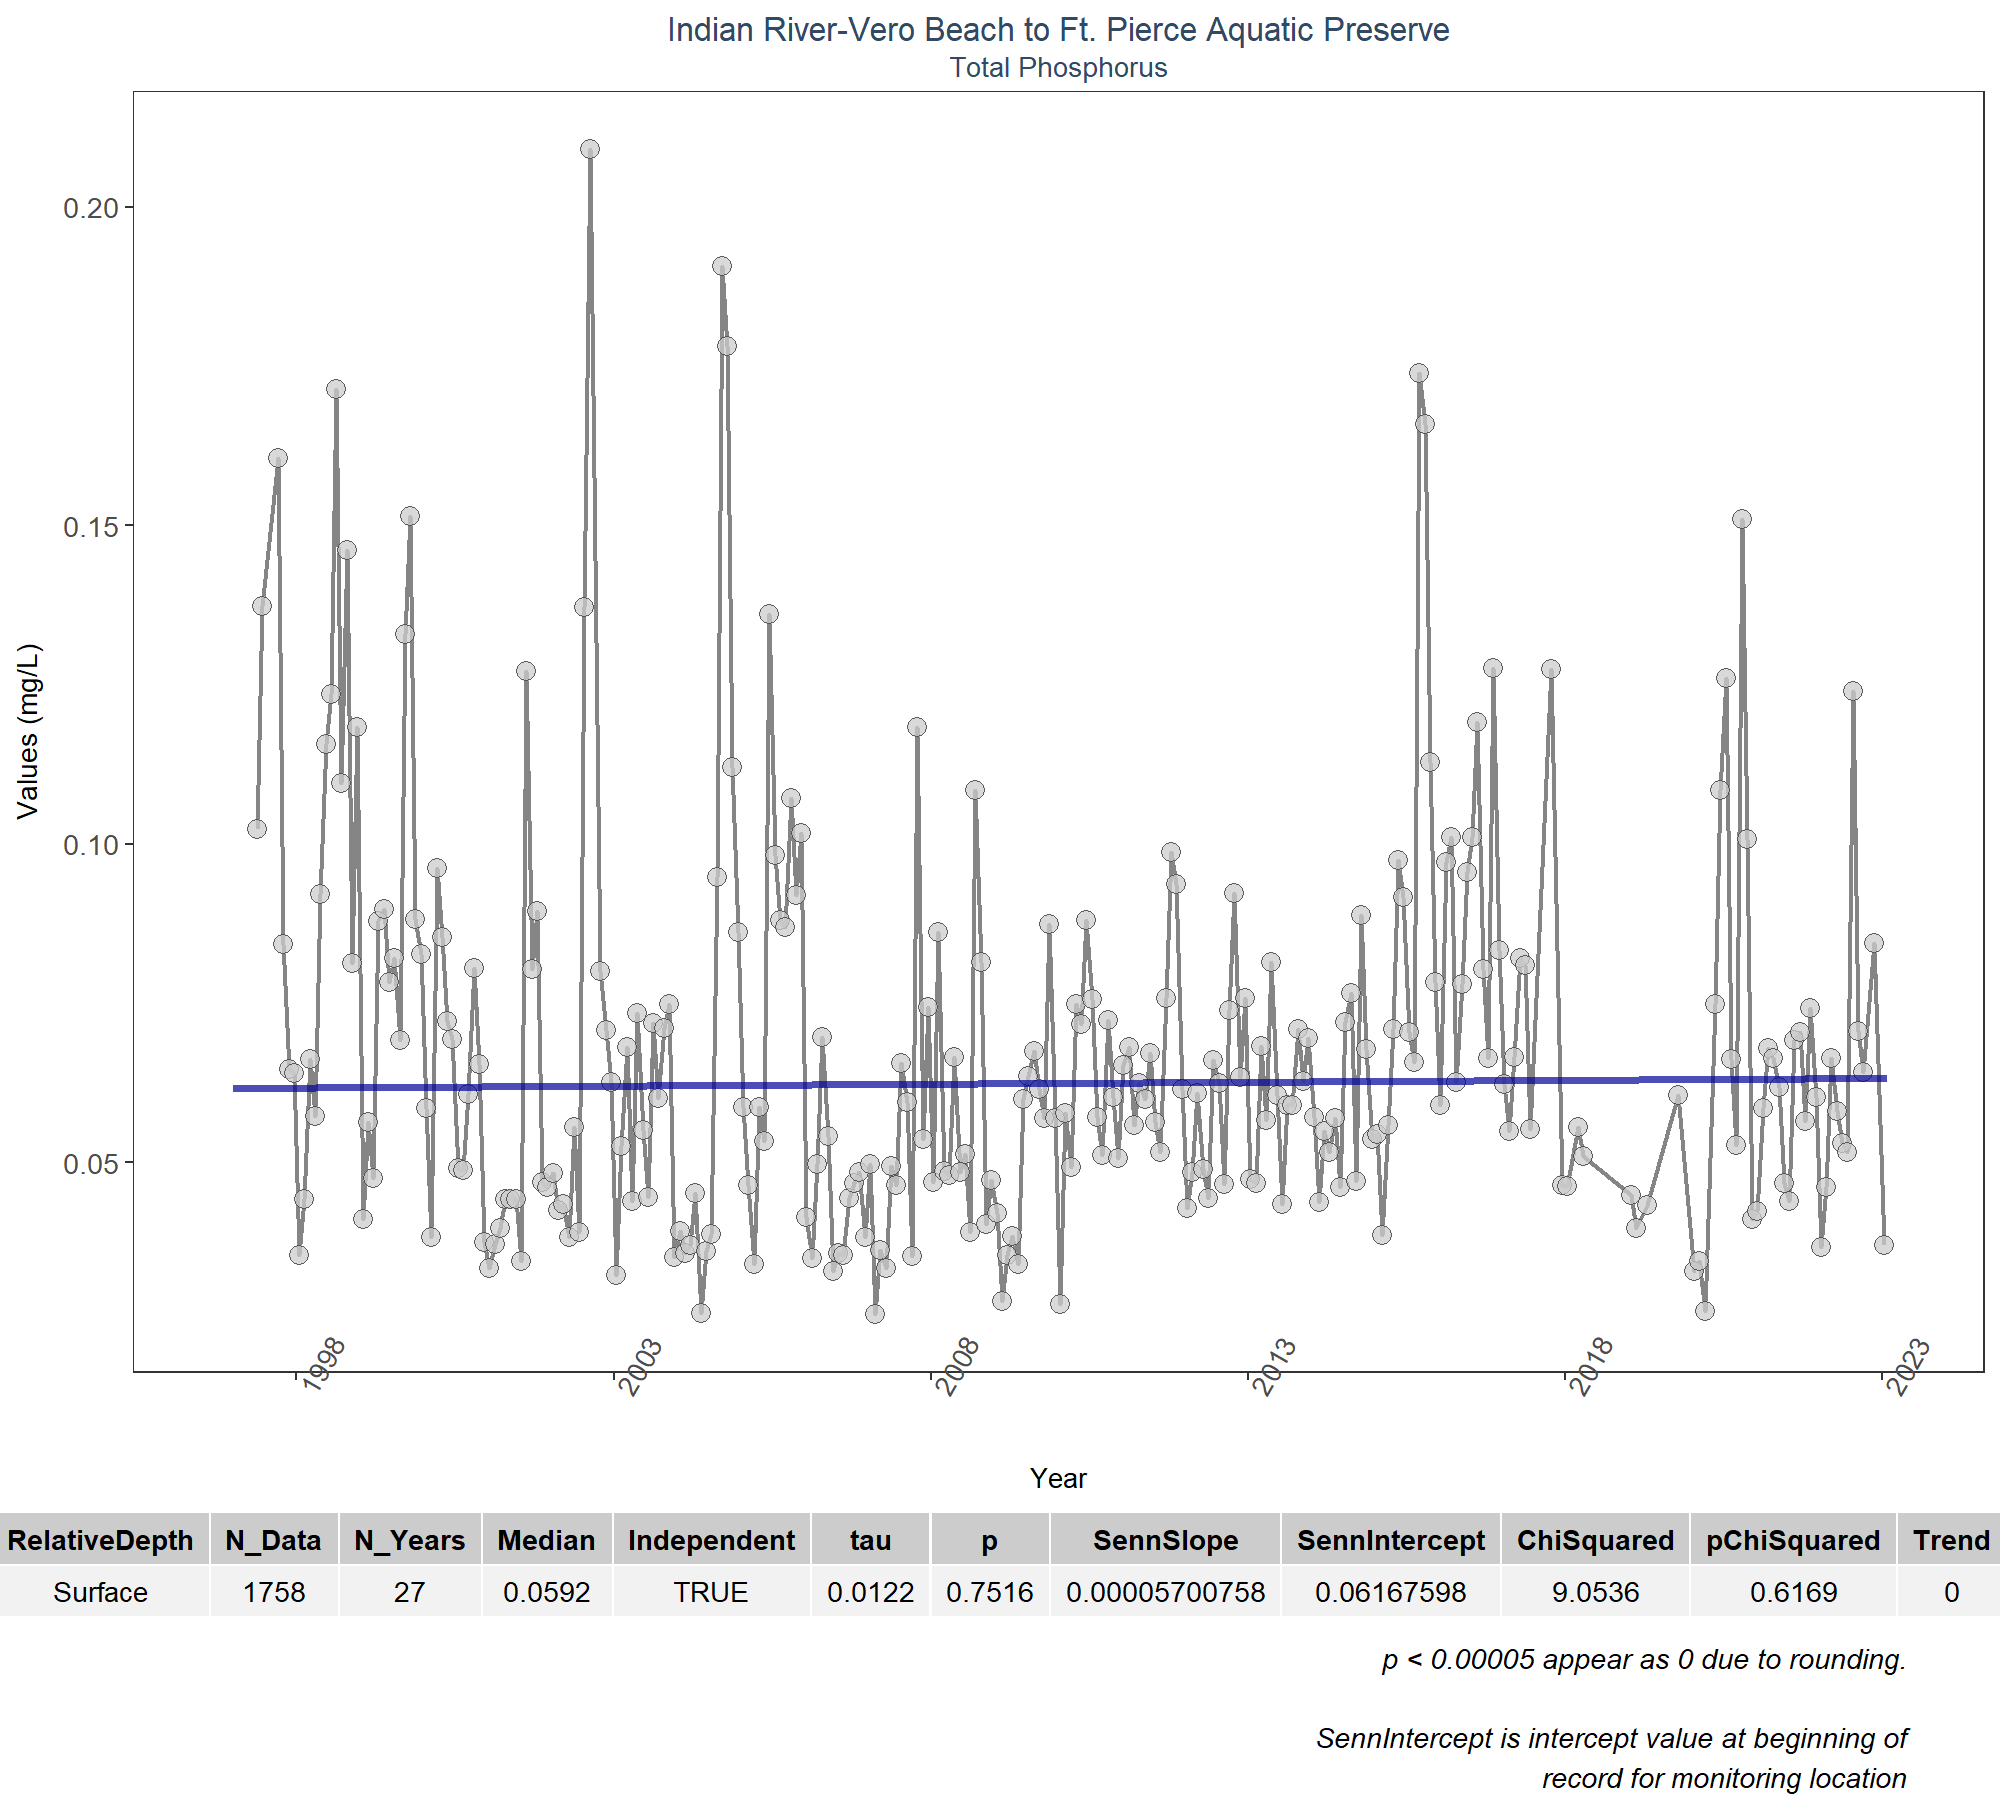 Indian River-Vero Beach to Ft. Pierce Aquatic Preserve
Total Phosphorus
0.20
0.15
0.10
0.05
Values (mg/L)
1998 2003 2008 2013 2018 2023
Year
RelativeDepth N_Data N_Years Median Independent tau p SennSlope SennIntercept ChiSquared pChiSquared Trend
Surface 1758 27 0.0592 TRUE 0.0122 0.7516 0.00005700758 0.06167598 9.0536 0.6169 0
p < 0.00005 appear as 0 due to rounding.
SennIntercept is intercept value at beginning of
record for monitoring location